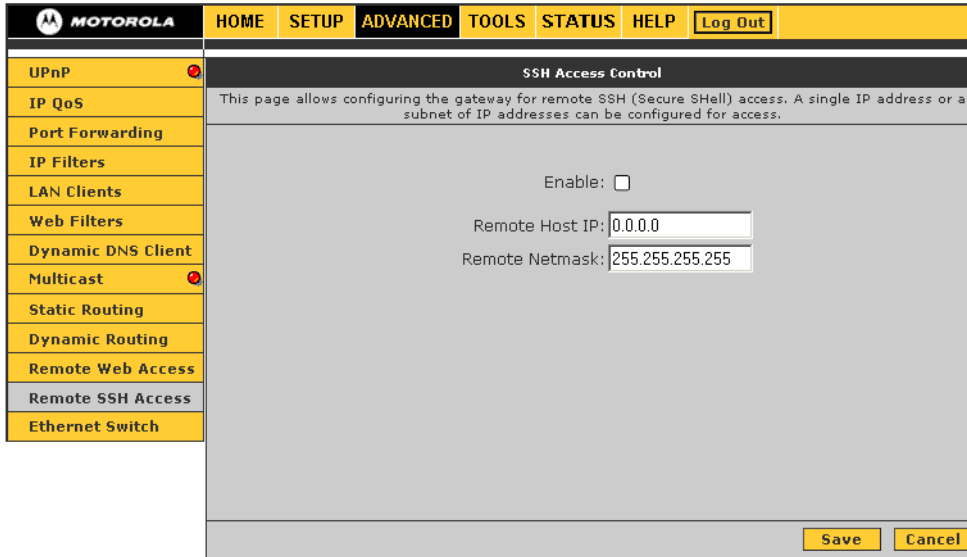 MOTOROLA
HOME SETUP ADVANCED TOOLS STATUS HELP Log Out
UPnP
IP QoS
Port Forwarding
IP Filters
LAN Clients
Web Filters
Dynamic DNS Client
Multicast
Static Routing
Dynamic Routing
Remote Web Access
Remote SSH Access
Ethernet Switch
SSH Access Control
This page allows configuring the gateway for remote SSH (Secure SHell) access. A single IP address or a
subnet of IP addresses can be configured for access.
Enable:
Remote Host IP: 0.0.0.0
Remote Netmask: 255.255.255.255
Save Cancel